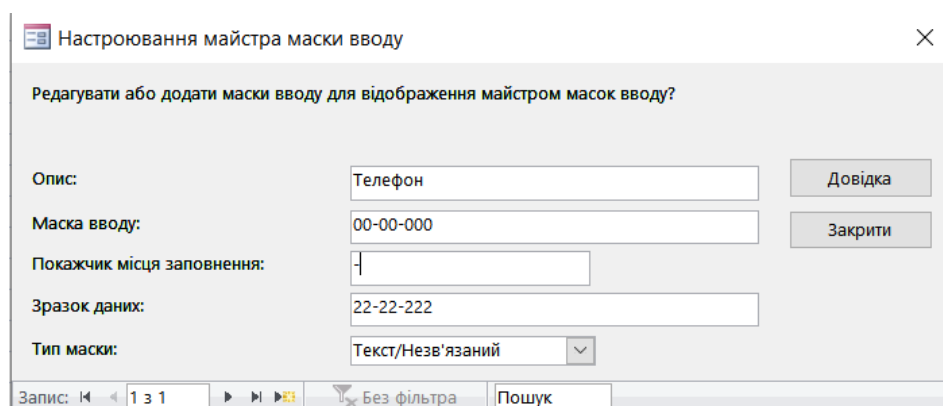 Настроювання майстра маски вводу
Редагувати або додати маски вводу для відображення майстром масок вводу?
Опис: Телефон Довідка
Маска вводу: 00-00-000 Закрити
Покажчик місця заповнення: -
Зразок даних: 22-22-222
Тип маски: Текст/Незв'язаний
Запис: 1 з 1 Без фільтра Пошук